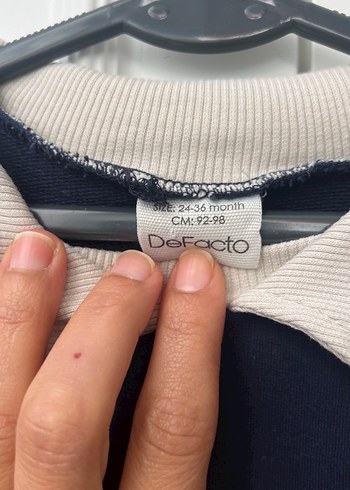 SIZE: 24-36 month
CM: 92-98
DeFacto